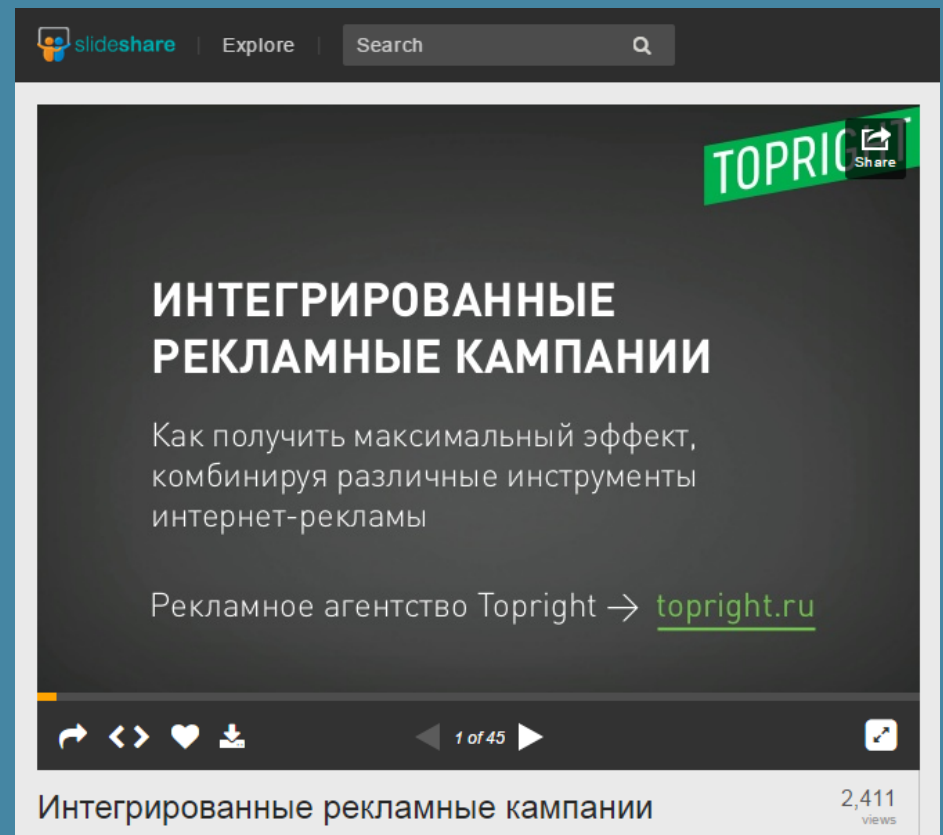 slideshare | Explore | Search
TOPRIGHT
Share
ИНТЕГРИРОВАННЫЕ
РЕКЛАМНЫЕ КАМПАНИИ
Как получить максимальный эффект,
комбинируя различные инструменты
интернет-рекламы
Рекламное агентство Topright → topright.ru
1 of 45
Интегрированные рекламные кампании 2,411
views